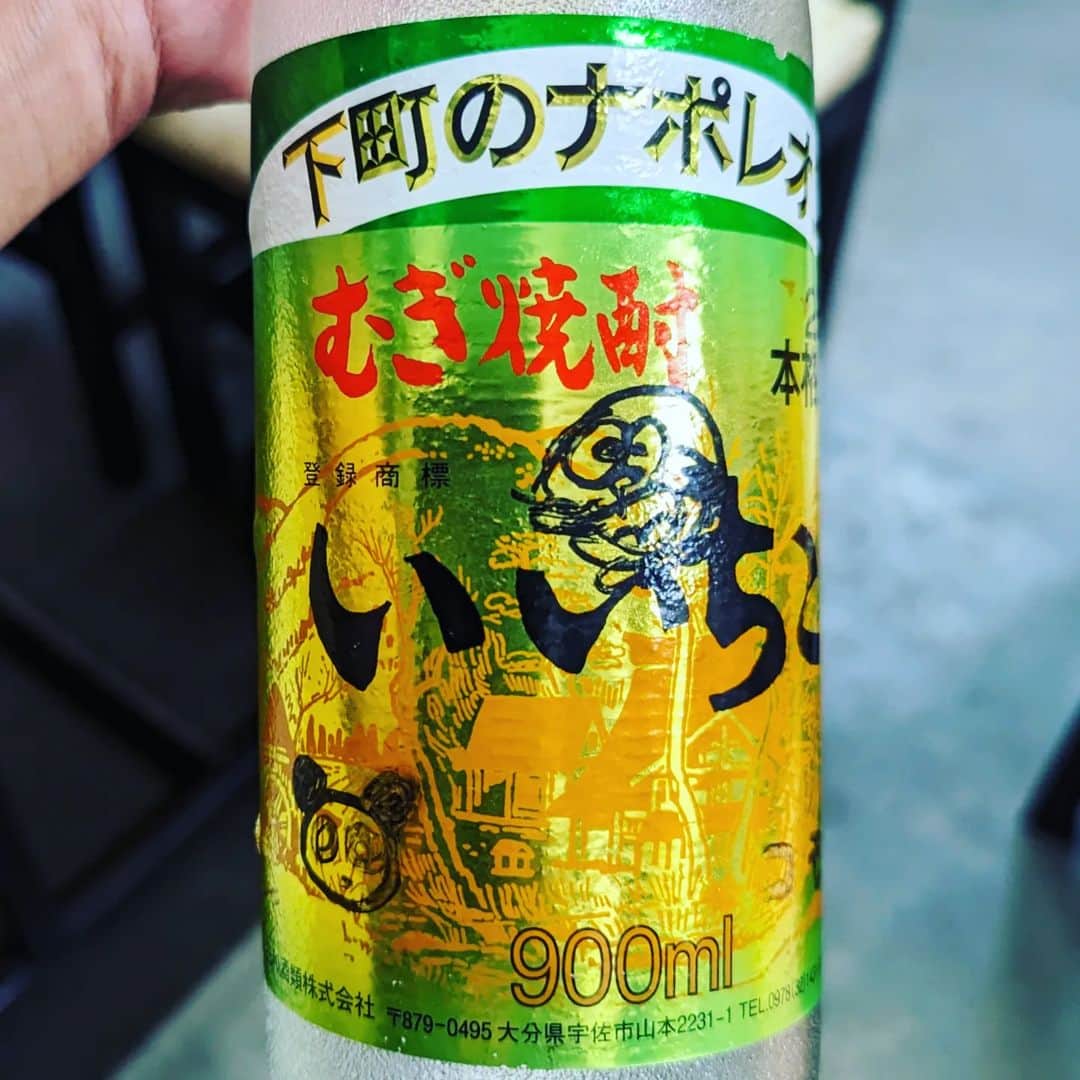 下町のナポレオ
むぎ焼酎
本格
登録商標
いいちこ
900ml
酒類株式会社 〒879-0495 大分県宇佐市山本2231-1 TEL.0978(